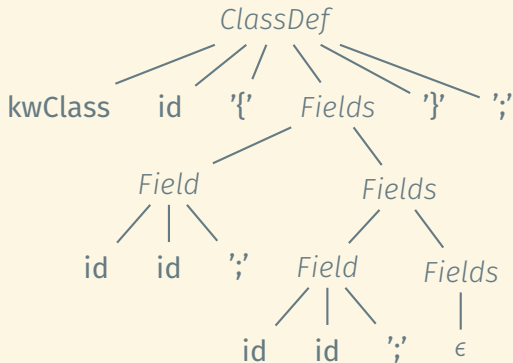 ClassDef
kwClass id '{' Fields '}' ';'
Field Fields
id id ';' Field Fields
id id ';' ϵ